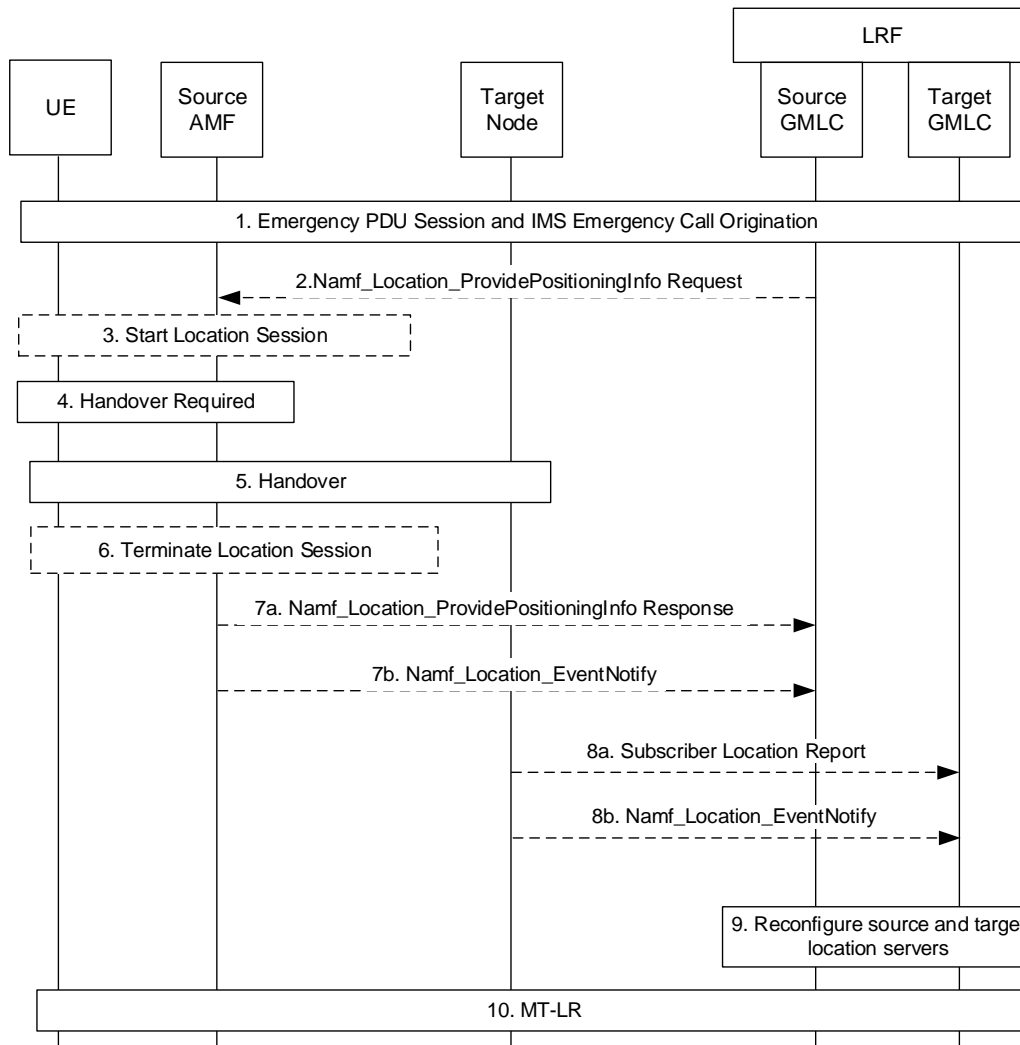 LRF
UE
Source
AMF
Target
Node
Source
GMLC
Target
GMLC
1. Emergency PDU Session and IMS Emergency Call Origination
2.Namf_Location_ProvidePositioningInfo Request
3. Start Location Session
4. Handover Required
5. Handover
6. Terminate Location Session
7a. Namf_Location_ProvidePositioningInfo Response
7b. Namf_Location_EventNotify
8a. Subscriber Location Report
8b. Namf_Location_EventNotify
9. Reconfigure source and target
location servers
10. MT-LR